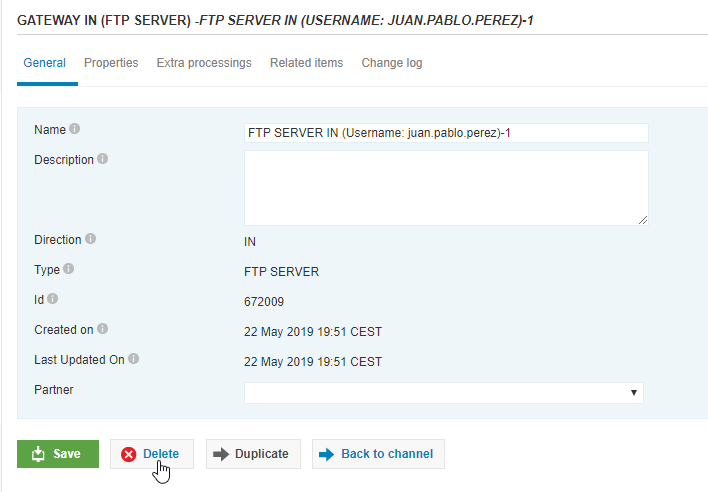 GATEWAY IN (FTP SERVER) -FTP SERVER IN (USERNAME: JUAN.PABLO.PEREZ)-1
General Properties Extra processings Related items Change log
Name FTP SERVER IN (Username: juan.pablo.perez)-1
Description
Direction IN
Type FTP SERVER
Id 672009
Created on 22 May 2019 19:51 CEST
Last Updated On 22 May 2019 19:51 CEST
Partner
Save Delete Duplicate Back to channel